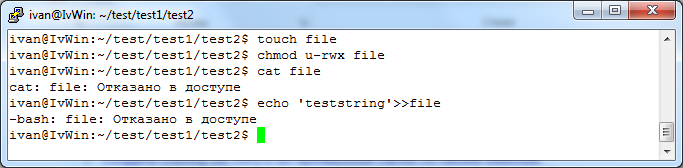 ivan@IvWin: ~/test/test1/test2
ivan@IvWin:~/test/test1/test2$ touch file
ivan@IvWin:~/test/test1/test2$ chmod u-rwx file
ivan@IvWin:~/test/test1/test2$ cat file
cat: file: Отказано в доступе
ivan@IvWin:~/test/test1/test2$ echo 'teststring'>>file
-bash: file: Отказано в доступе
ivan@IvWin:~/test/test1/test2$